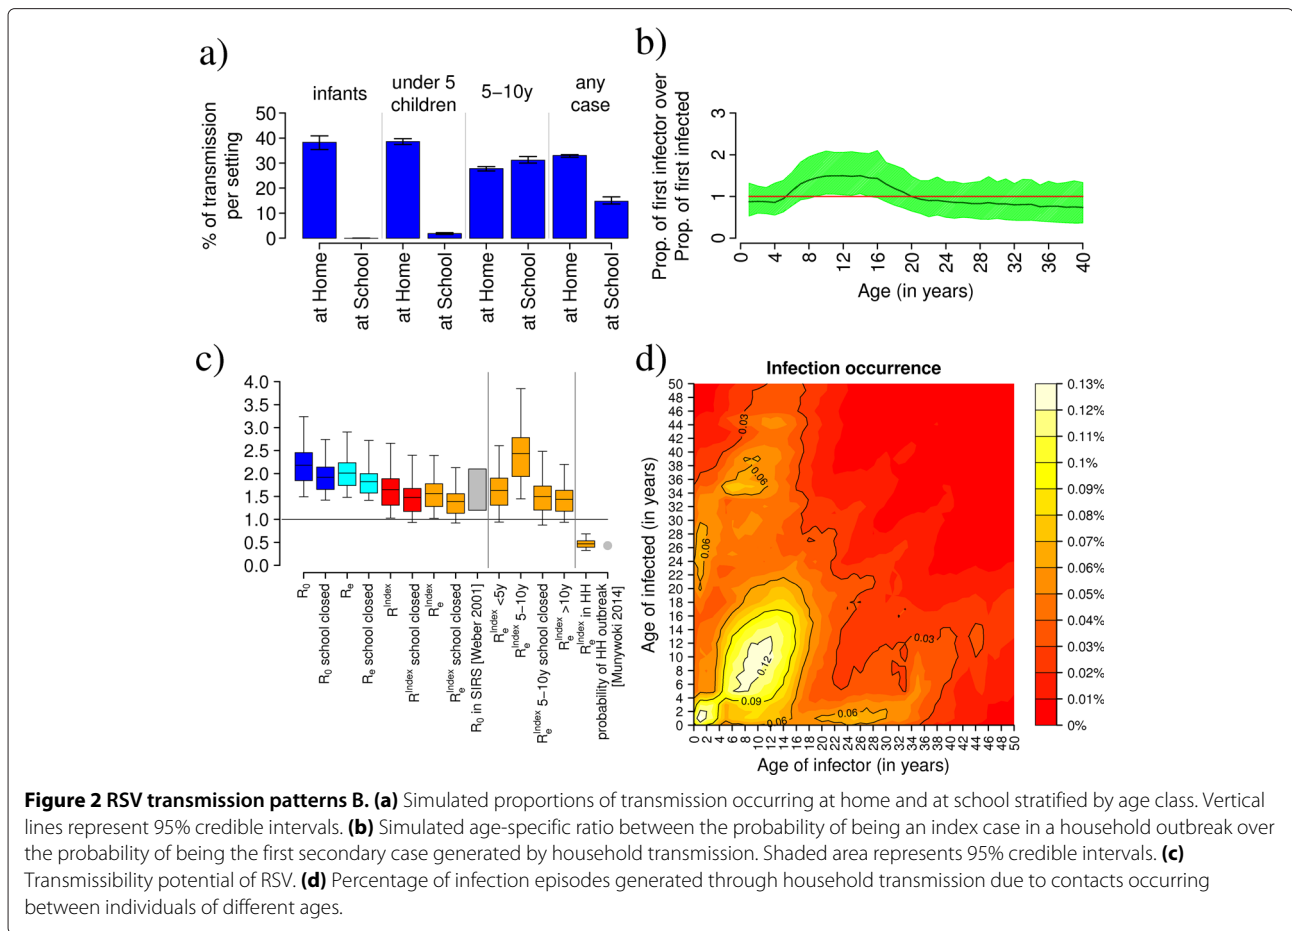 a)
infants
under 5
children
5–10y
any
case
% of transmission
per setting
50
40
30
20
10
0
at Home
at School
at Home
at School
at Home
at School
at Home
at School
b)
Prop. of first infector over
Prop. of first infected
3
2
1
0
0 4 8 12 16 20 24 28 32 36 40
Age (in years)
c)
4.0
3.5
3.0
2.5
2.0
1.5
1.0
0.5
0.0
R0
R0 school closed
Re
Re school closed
RIndex
RIndex school closed
ReIndex
ReIndex school closed
R0 in SIRS [Weber 2001]
ReIndex <5y
ReIndex 5–10y
ReIndex 5–10y school closed
ReIndex >10y
ReIndex in HH
probability of HH outbreak
[Munywoki 2014]
d)
Infection occurrence
Age of infected (in years)
50
46
44
42
40
38
36
34
32
30
28
26
24
22
20
18
16
14
12
10
8
6
4
2
0
0.03
0.06
0.06
0.12
0.09
0.06
0.06
0.03
0 2 4 6 8 10 12 14 16 18 20 22 24 26 28 30 32 34 36 38 40 42 44 46 48 50
Age of infector (in years)
0.13%
0.12%
0.11%
0.1%
0.09%
0.08%
0.07%
0.06%
0.05%
0.04%
0.03%
0.02%
0.01%
0%
Figure 2 RSV transmission patterns B. (a) Simulated proportions of transmission occurring at home and at school stratified by age class. Vertical
lines represent 95% credible intervals. (b) Simulated age-specific ratio between the probability of being an index case in a household outbreak over
the probability of being the first secondary case generated by household transmission. Shaded area represents 95% credible intervals. (c)
Transmissibility potential of RSV. (d) Percentage of infection episodes generated through household transmission due to contacts occurring
between individuals of different ages.